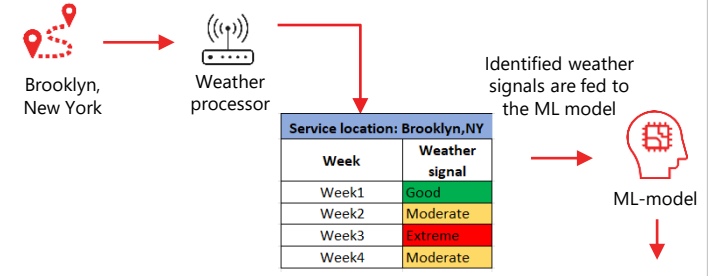 Brooklyn,
New York
Weather
processor
Identified weather
signals are fed to
the ML model
Service location: Brooklyn,NY
Week Weather signal
Week1 Good
Week2 Moderate
Week3 Extreme
Week4 Moderate
ML-model